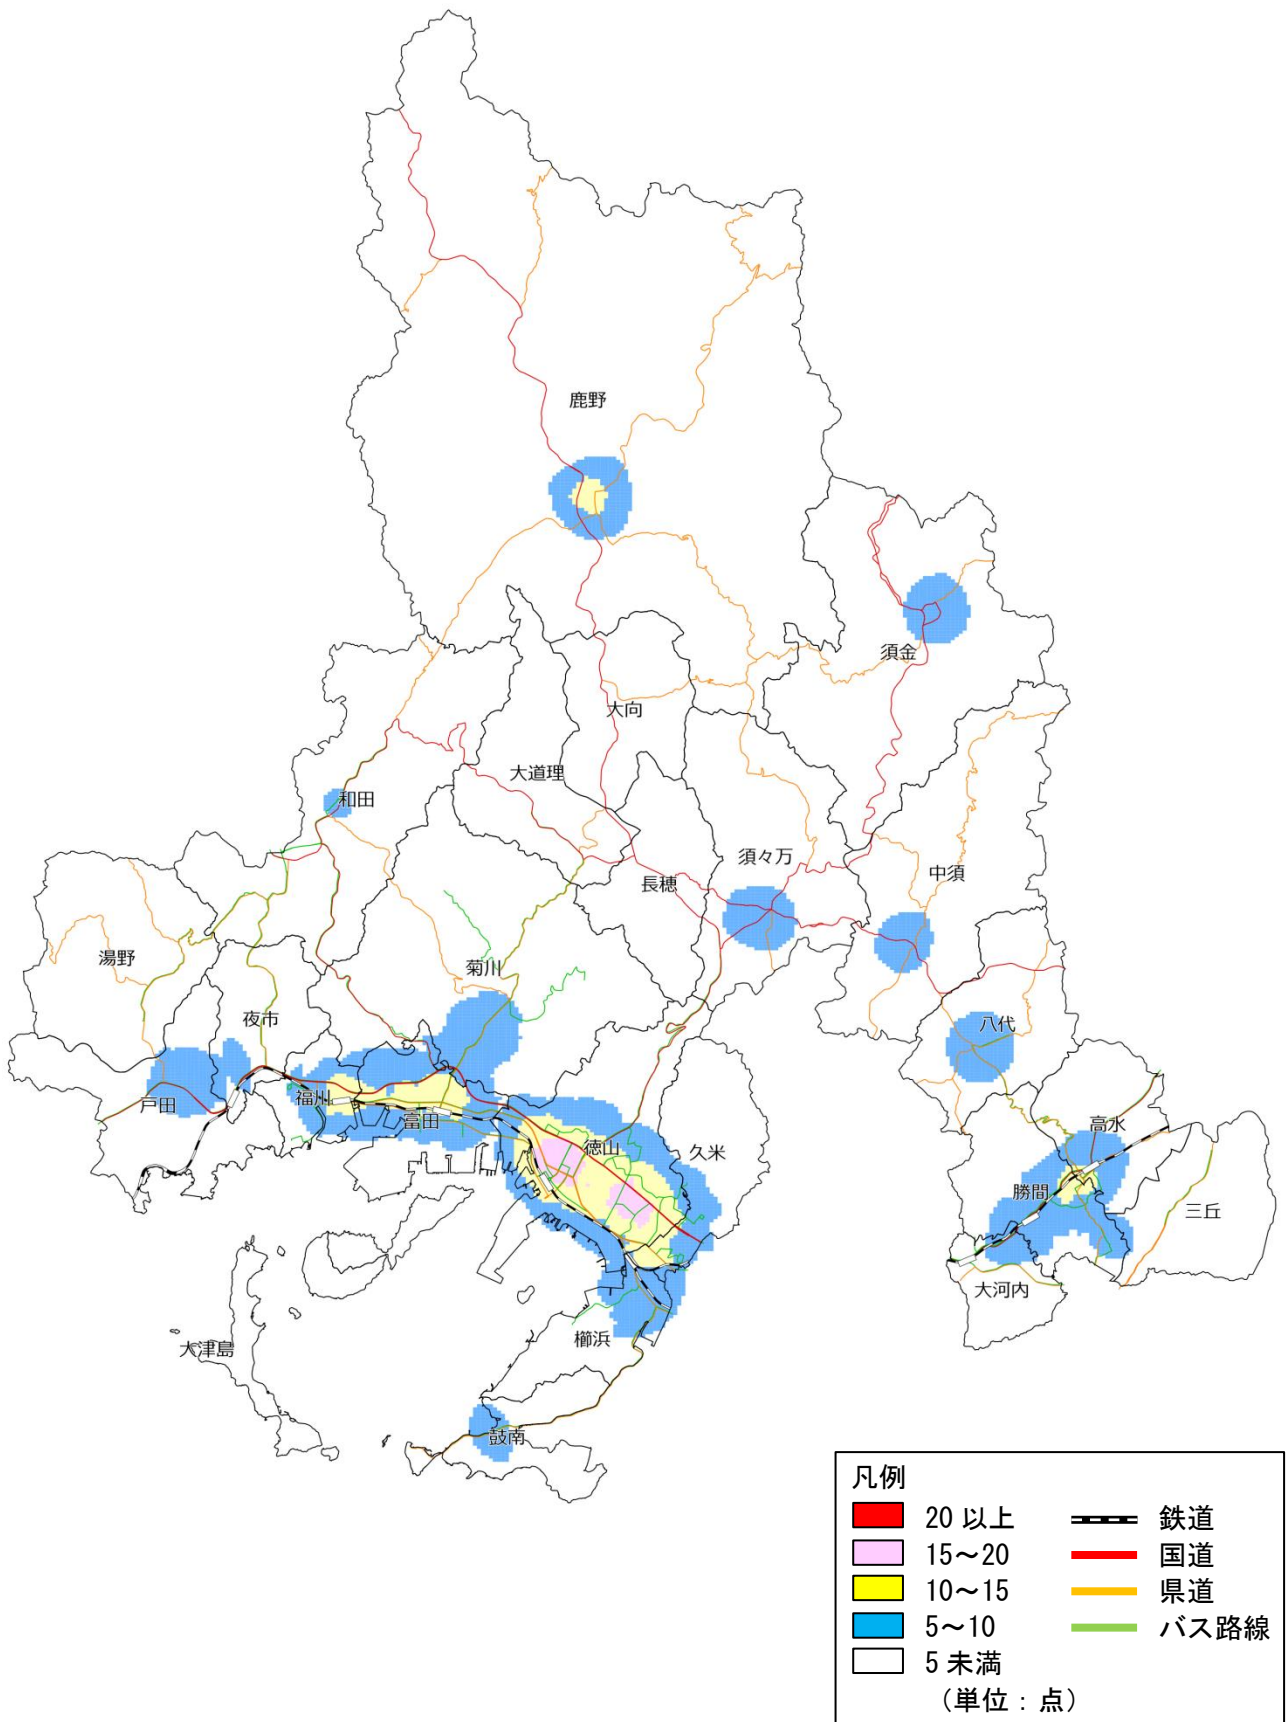 鹿野
須金
大向
大道理
和田
須々万
中須
長穂
湯野
菊川
夜市
八代
戸田
福川
富田
徳山
久米
高水
勝間
三丘
大河内
櫛浜
大津島
鼓南
凡例
20 以上
鉄道
15～20
国道
10～15
県道
5～10
バス路線
5 未満
（単位：点）